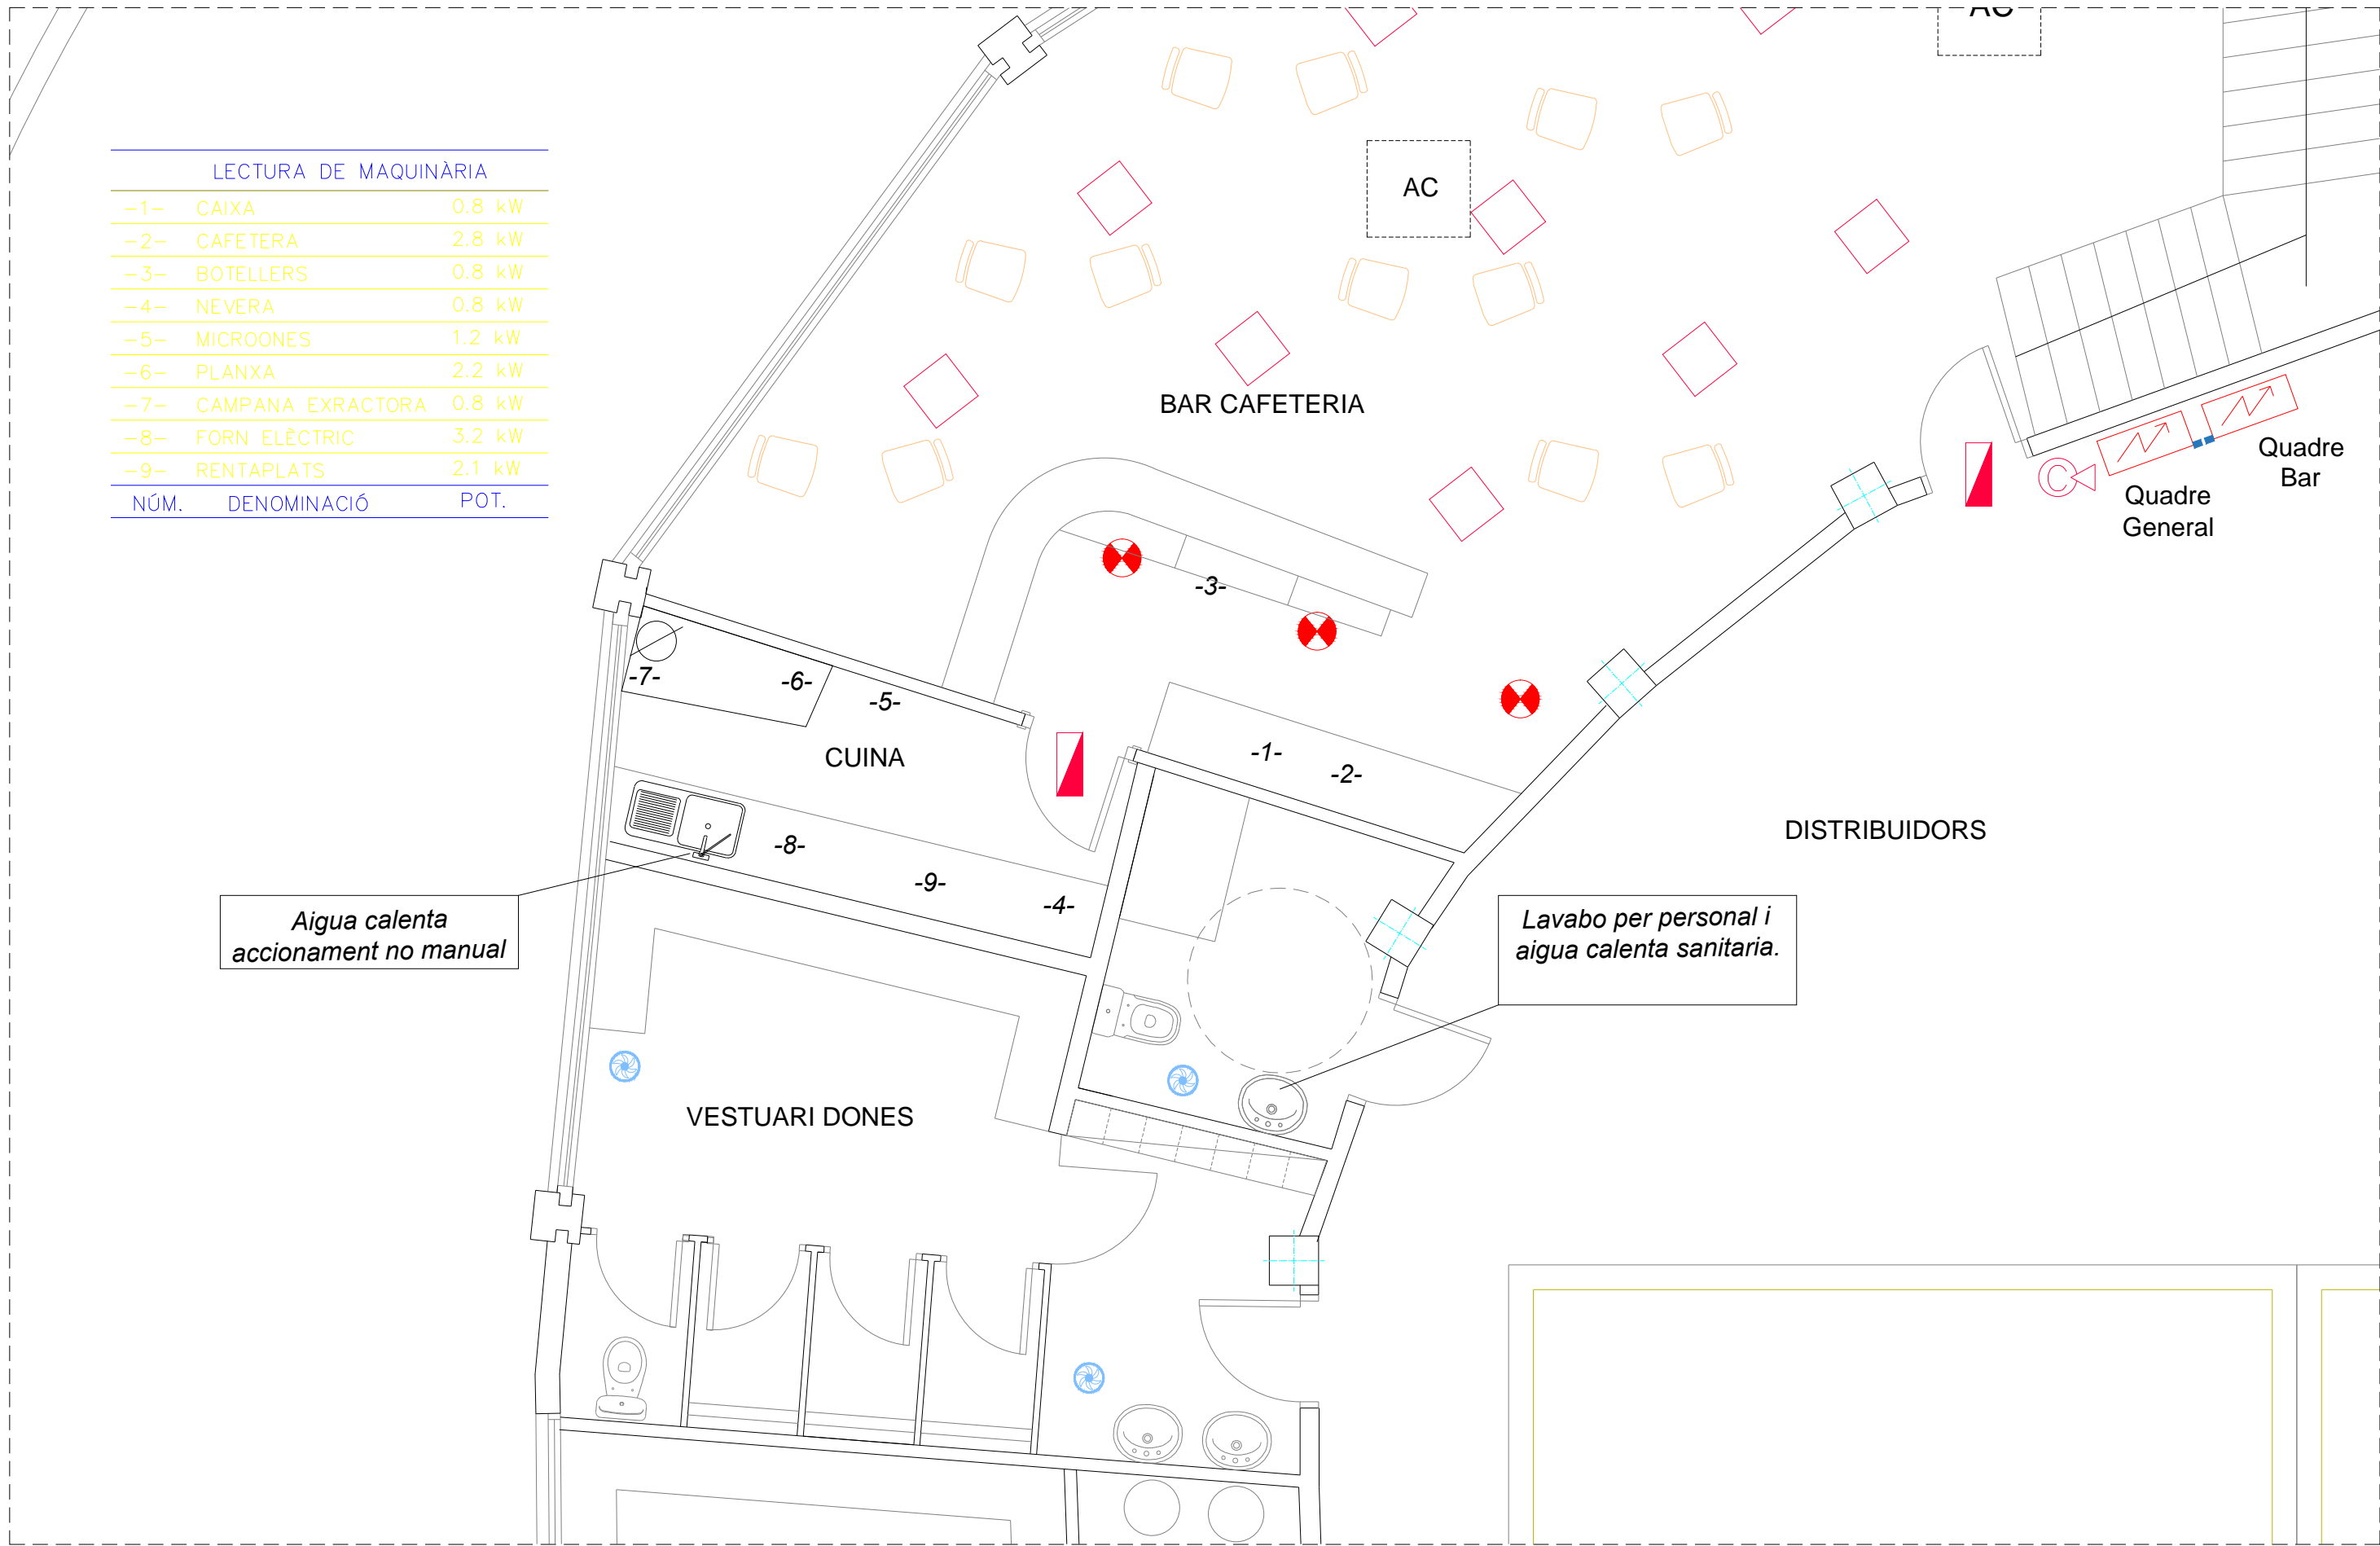 AC
LECTURA DE MAQUINÀRIA
-1- CAIXA 0.8 kW
-2- CAFETERA 2.8 kW
-3- BOTELLERS 0.8 kW
-4- NEVERA 0.8 kW
-5- MICROONES 1.2 kW
-6- PLANXA 2.2 kW
-7- CAMPANA EXRACTORA 0.8 kW
-8- FORN ELÈCTRIC 3.2 kW
-9- RENTAPLATS 2.1 kW
NÚM. DENOMINACIÓ POT.
AC
BAR CAFETERIA
Quadre
Bar
C
Quadre
General
-3-
-7-
-6-
-5-
CUINA
-1-
-2-
-8-
-9-
-4-
DISTRIBUIDORS
Aigua calenta
accionament no manual
Lavabo per personal i
aigua calenta sanitaria.
VESTUARI DONES